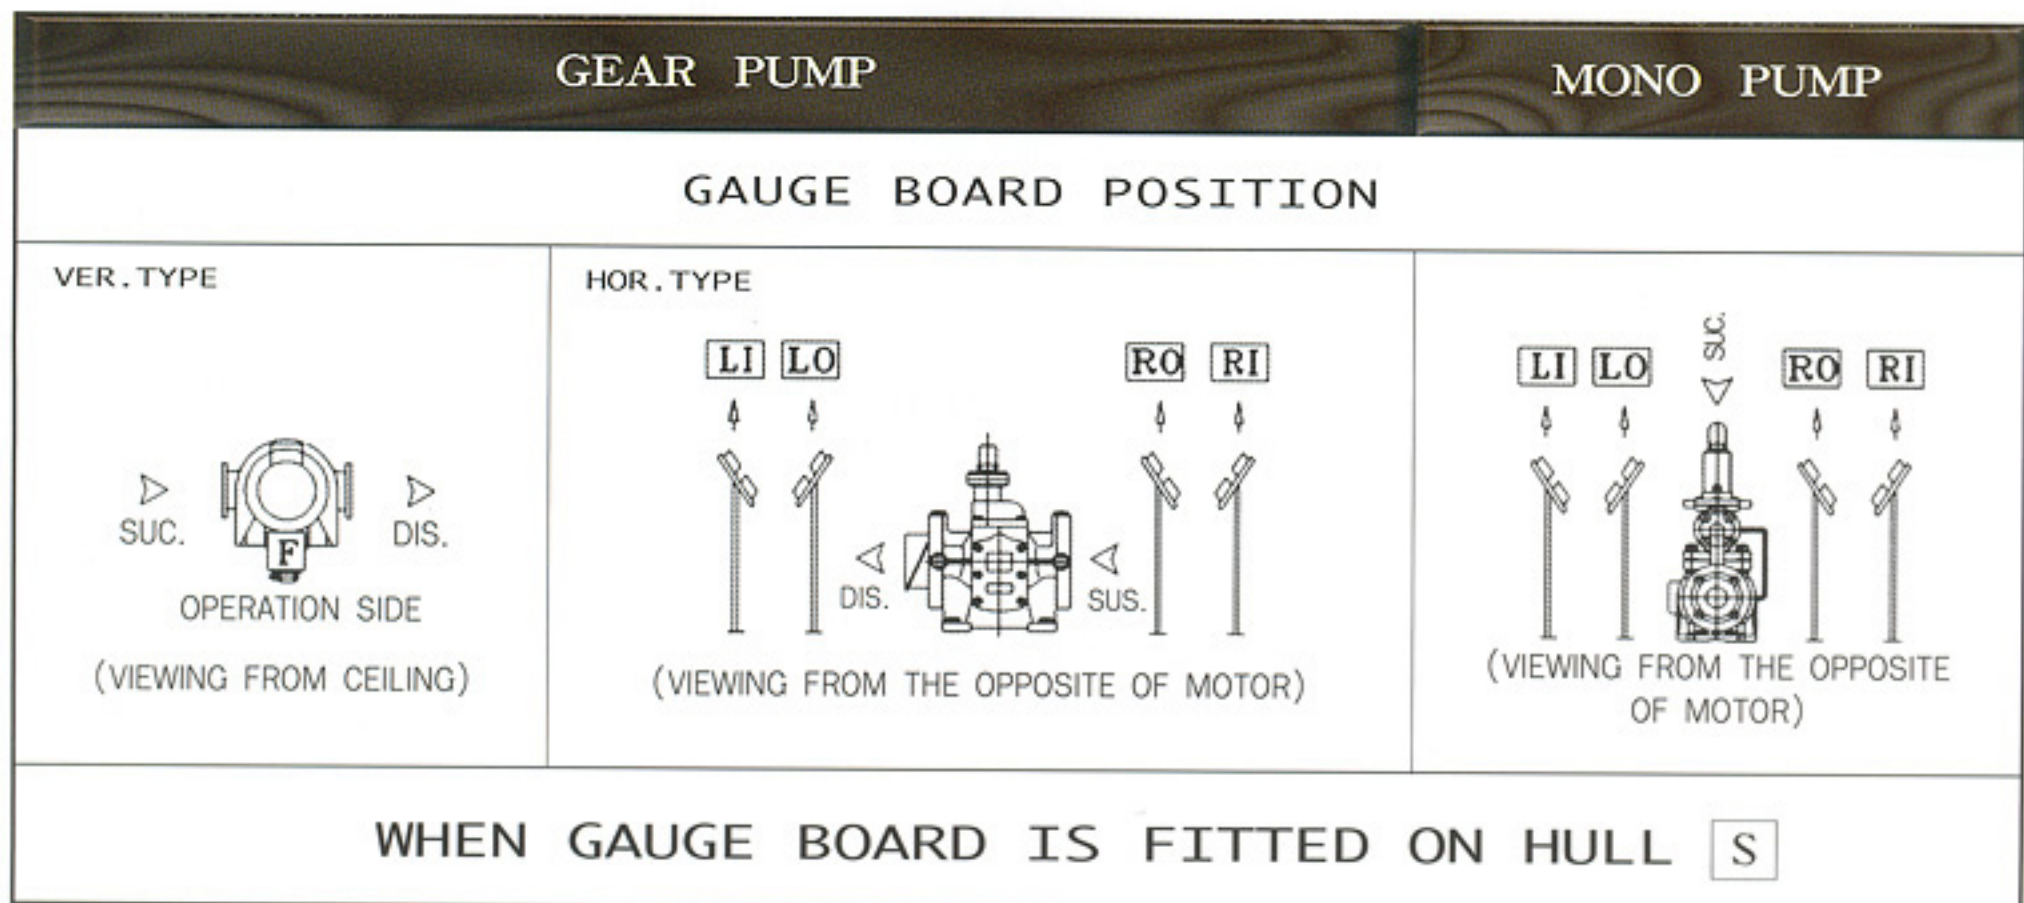 GEAR PUMP
MONO PUMP
GAUGE BOARD POSITION
VER.TYPE
SUC.
F
DIS.
OPERATION SIDE
(VIEWING FROM CEILING)
HOR.TYPE
LI LO RO RI
DIS.
SUS.
(VIEWING FROM THE OPPOSITE OF MOTOR)
SUC.
LI LO RO RI
(VIEWING FROM THE OPPOSITE
OF MOTOR)
WHEN GAUGE BOARD IS FITTED ON HULL S